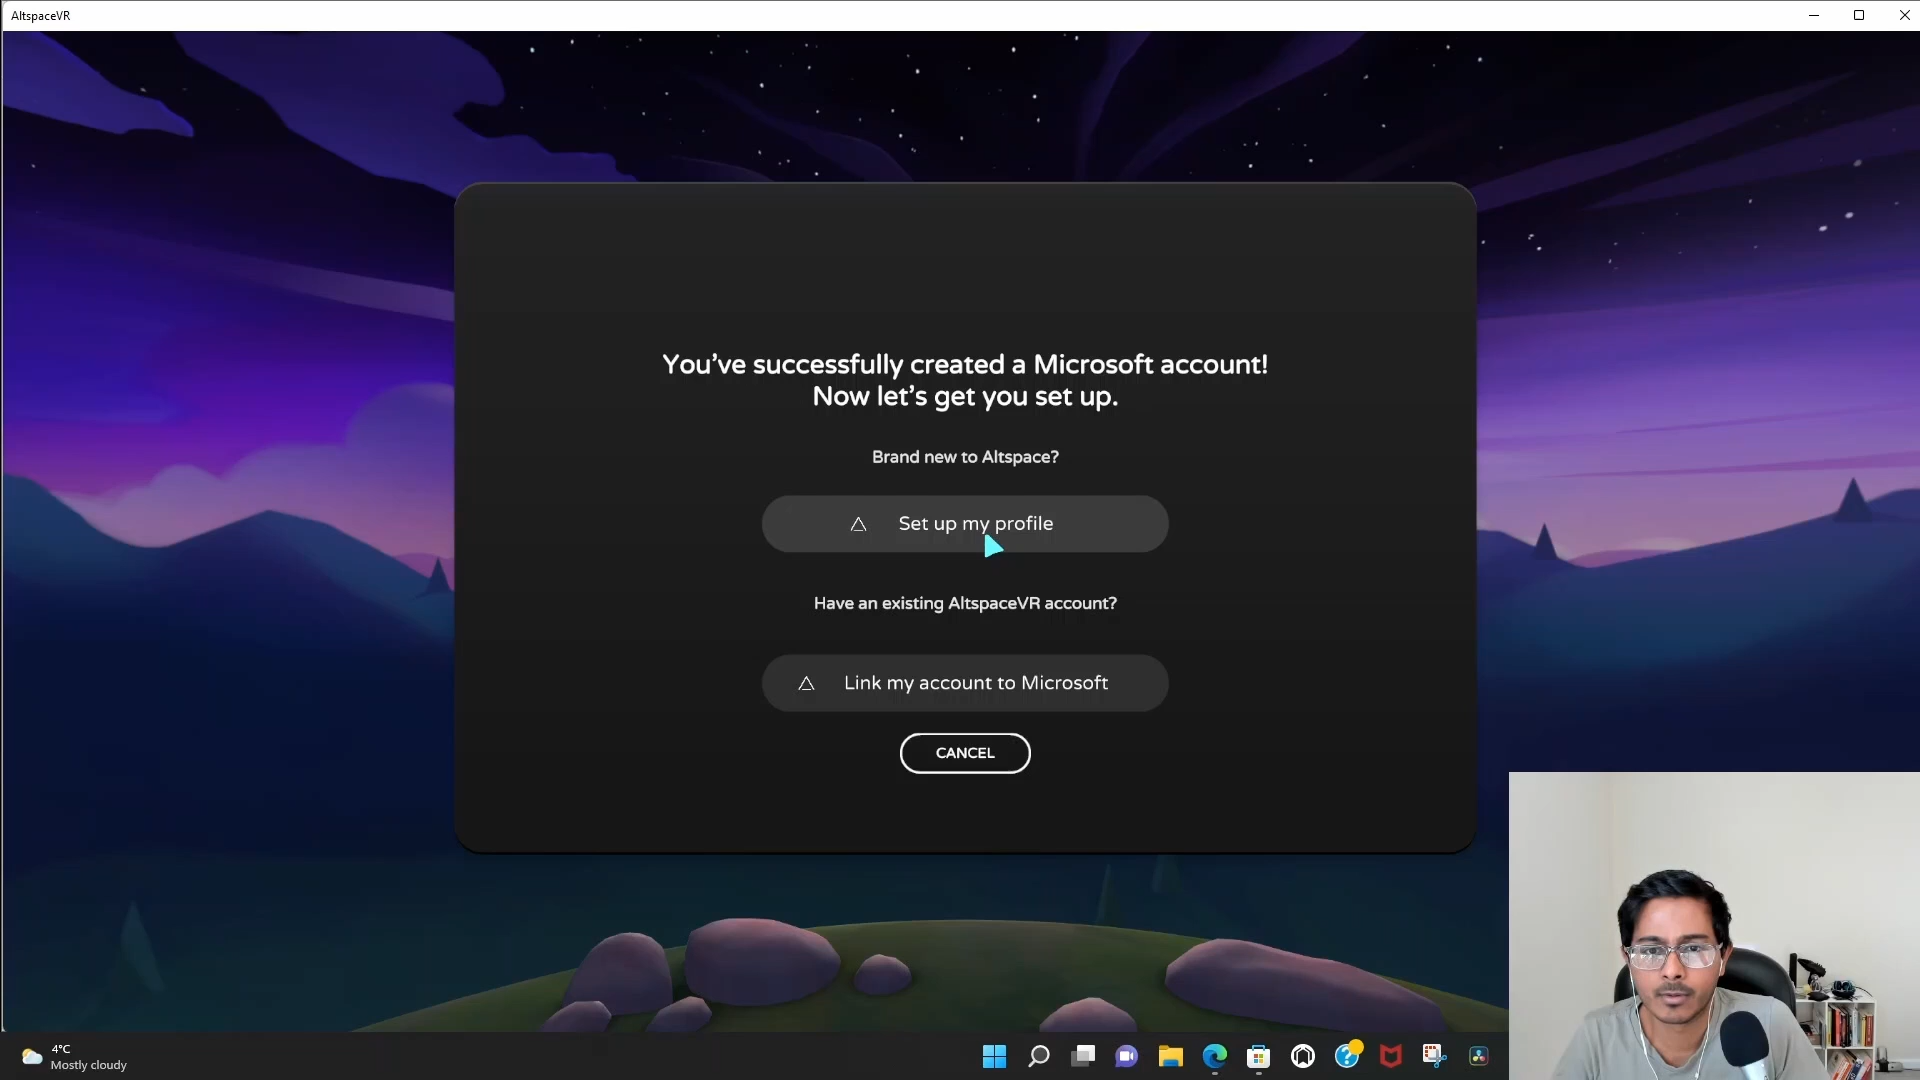 AltspaceVR
You've successfully created a Microsoft account!
Now let's get you set up.
Brand new to Altspace?
Set up my profile
Have an existing AltspaceVR account?
Link my account to Microsoft
CANCEL
4°C
Mostly cloudy